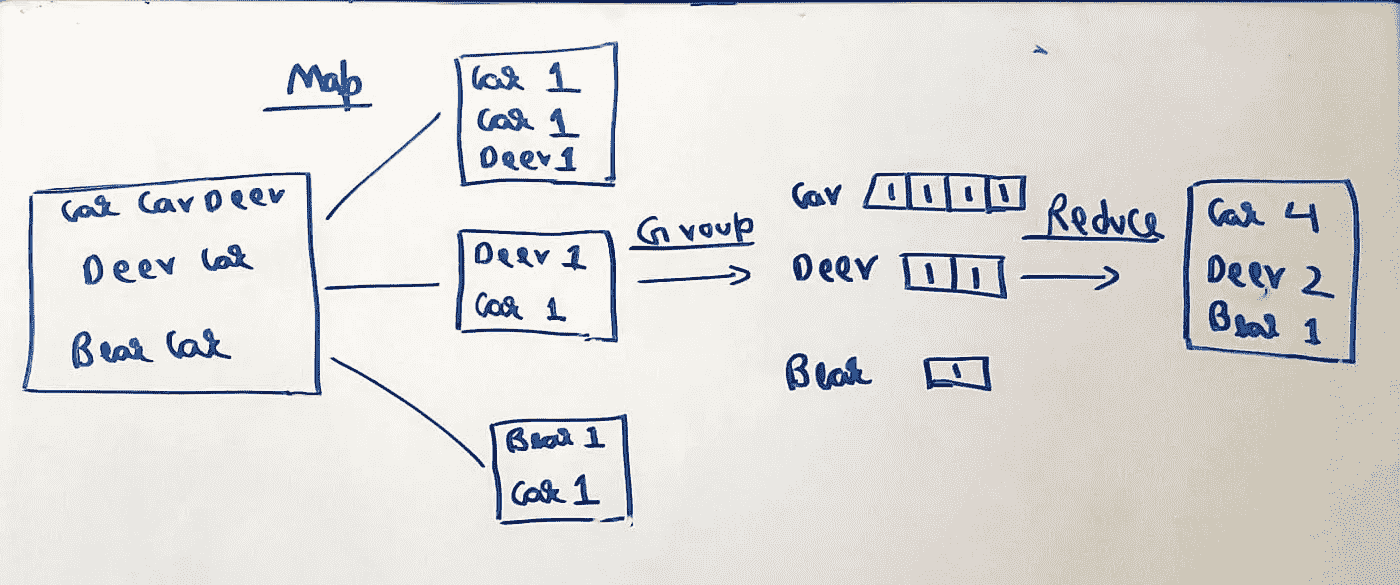 Map
Car Car Deer
Deer Car
Bear Car
Car 1
Car 1
Deer 1
Deer 1
Car 1
Bear 1
Car 1
Group
Car 1 1 1 1
Deer 1 1
Bear 1
Reduce
Car 4
Deer 2
Bear 1